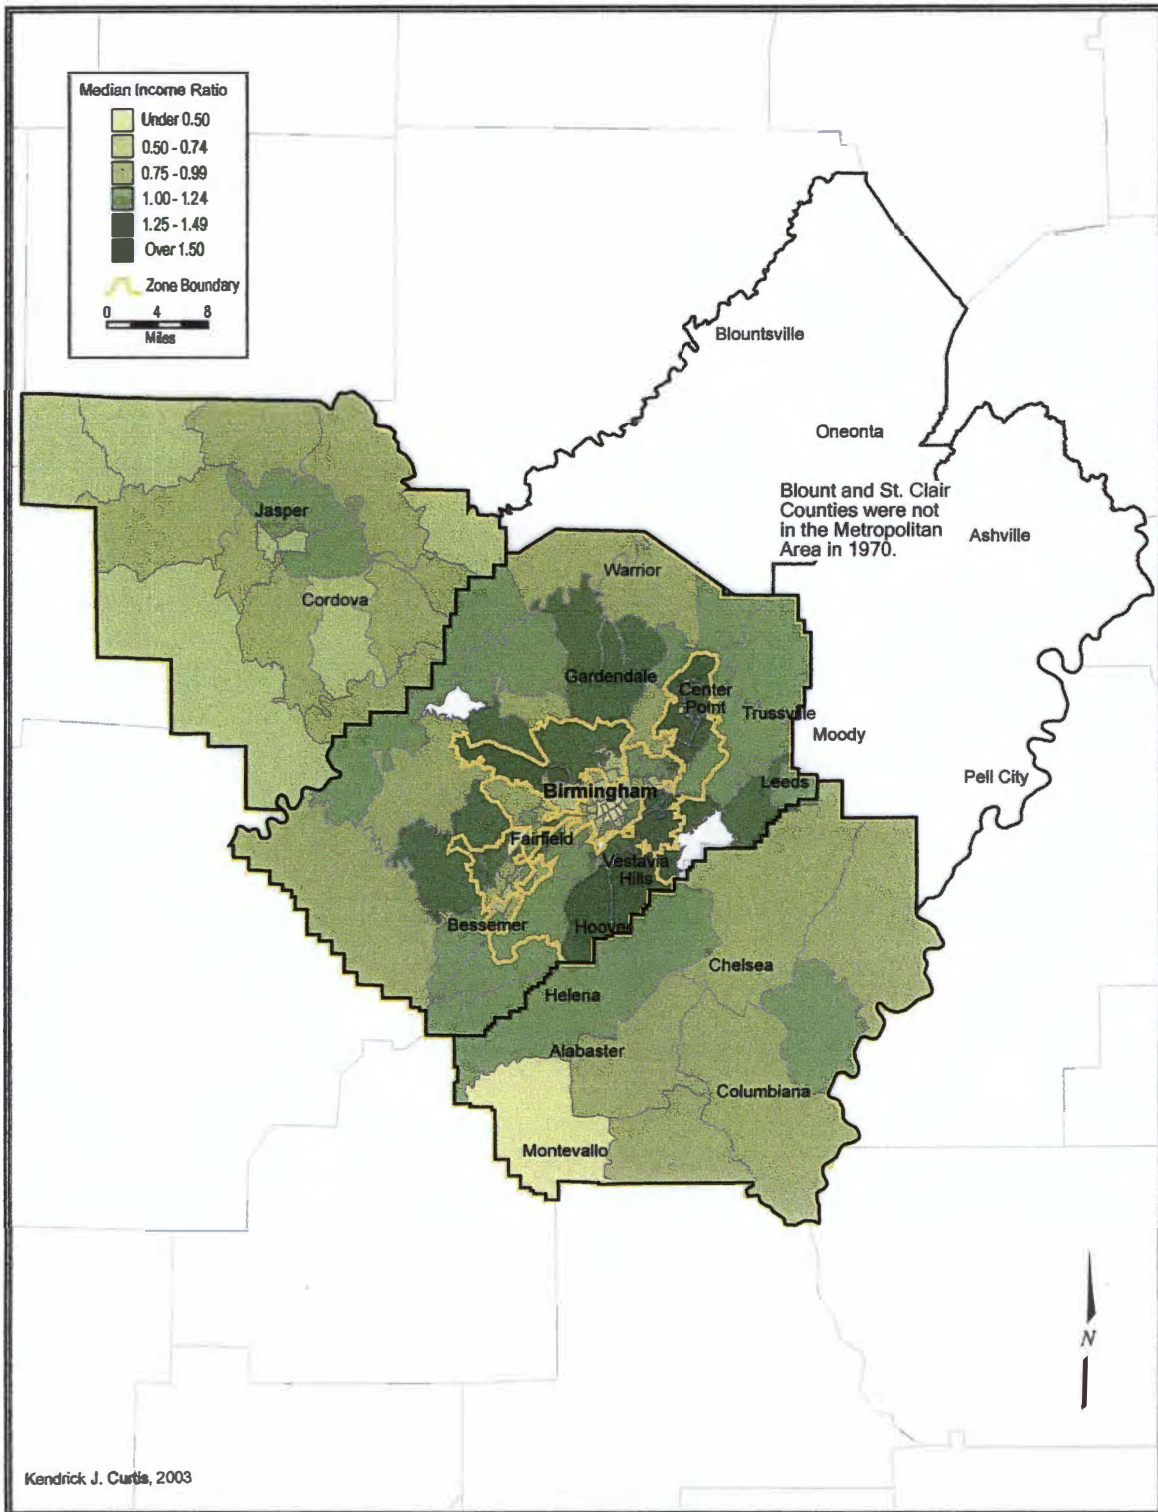 Median Income Ratio
Under 0.50
0.50 - 0.74
0.75 - 0.99
1.00 - 1.24
1.25 - 1.49
Over 1.50
Zone Boundary
0 4 8
Miles
Blountsville
Oneonta
Blount and St. Clair
Counties were not
in the Metropolitan
Area in 1970.
Ashville
Jasper
Warrior
Cordova
Gardendale
Center
Point
Trussville
Moody
Pell City
Leeds
Birmingham
Fairfield
Vestavia
Hills
Bessemer
Hoover
Chelsea
Helena
Alabaster
Columbiana
Montevallo
N
Kendrick J. Curtis, 2003